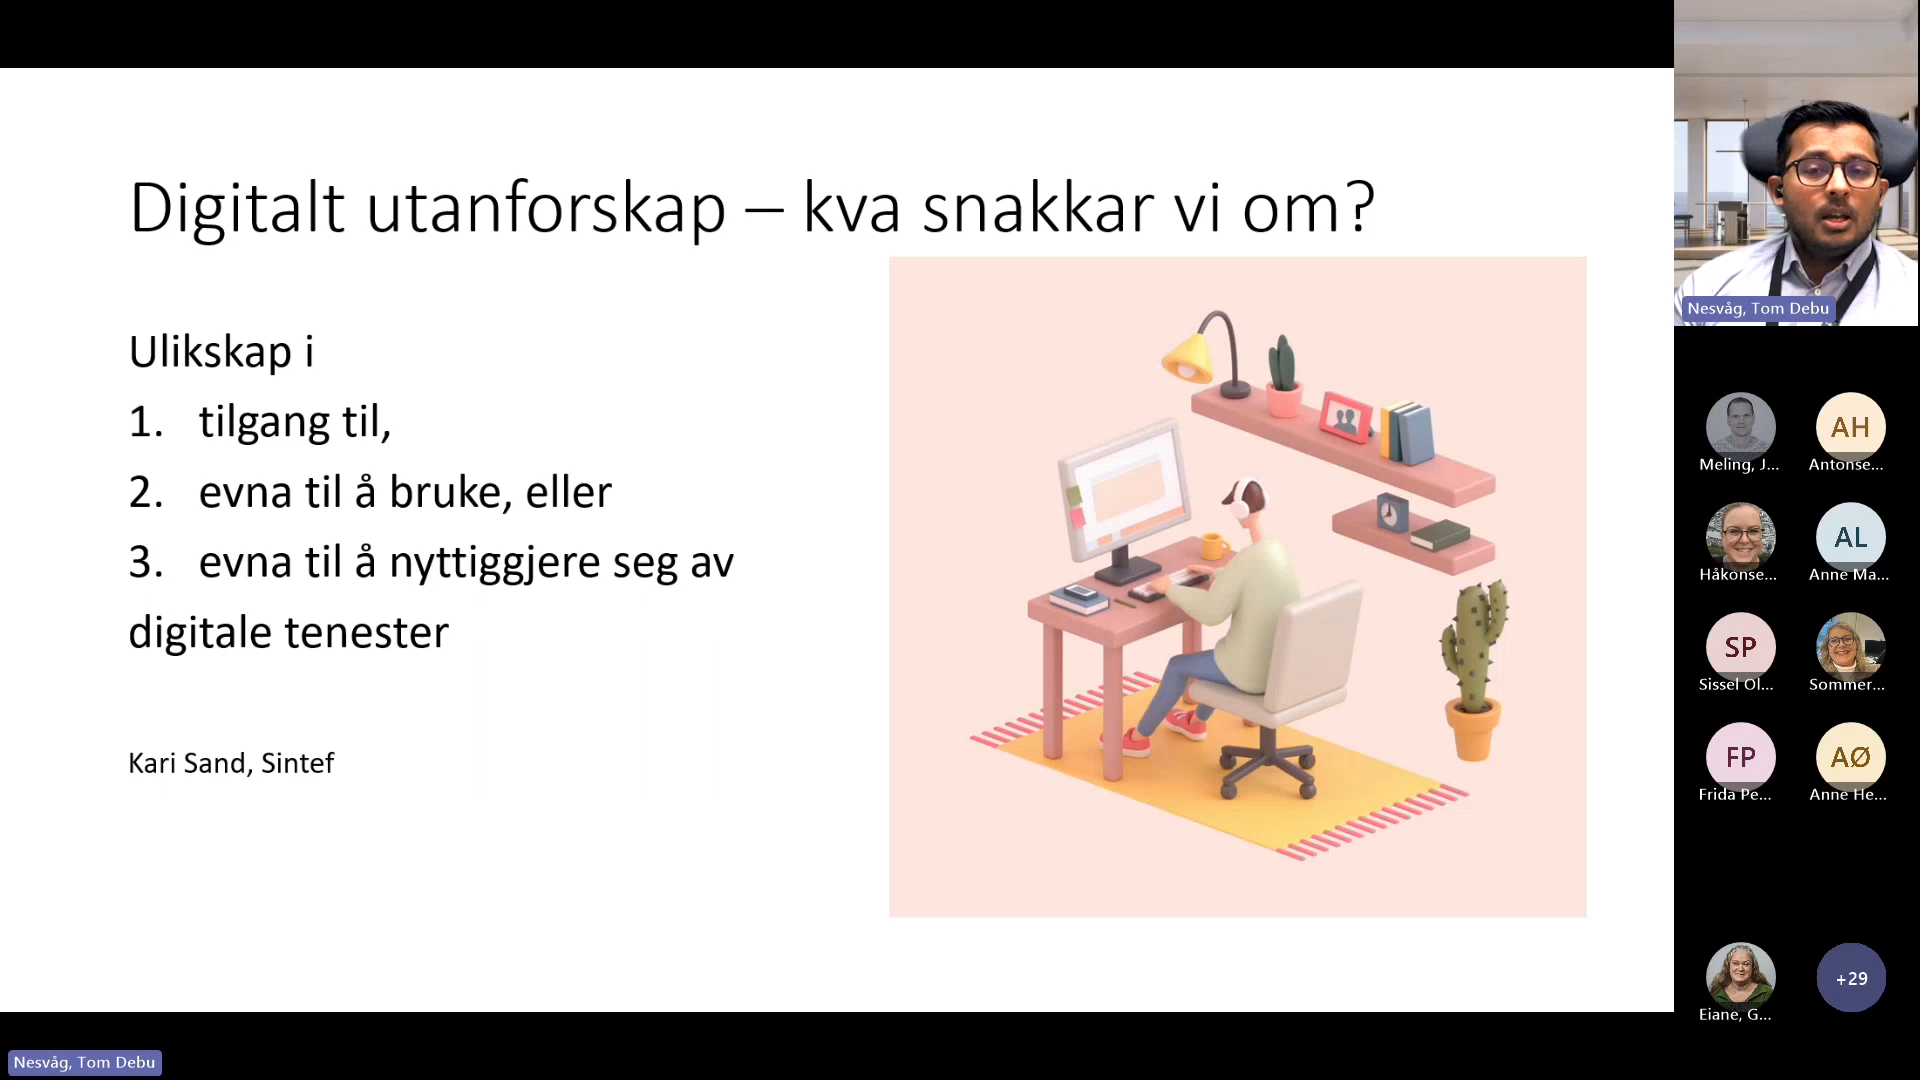 Digitalt utanforskap – kva snakkar vi om?
Ulikskap i
1. tilgang til,
2. evna til å bruke, eller
3. evna til å nyttiggjere seg av
digitale tenester
Kari Sand, Sintef
Nesvåg, Tom Debu
Meling, J...
AH
Antonse...
Håkonse...
AL
Anne Ma...
SP
Sissel Ol...
Sommer...
FP
Frida Pe...
AØ
Anne He...
Eiane, G...
+29
Nesvåg, Tom Debu